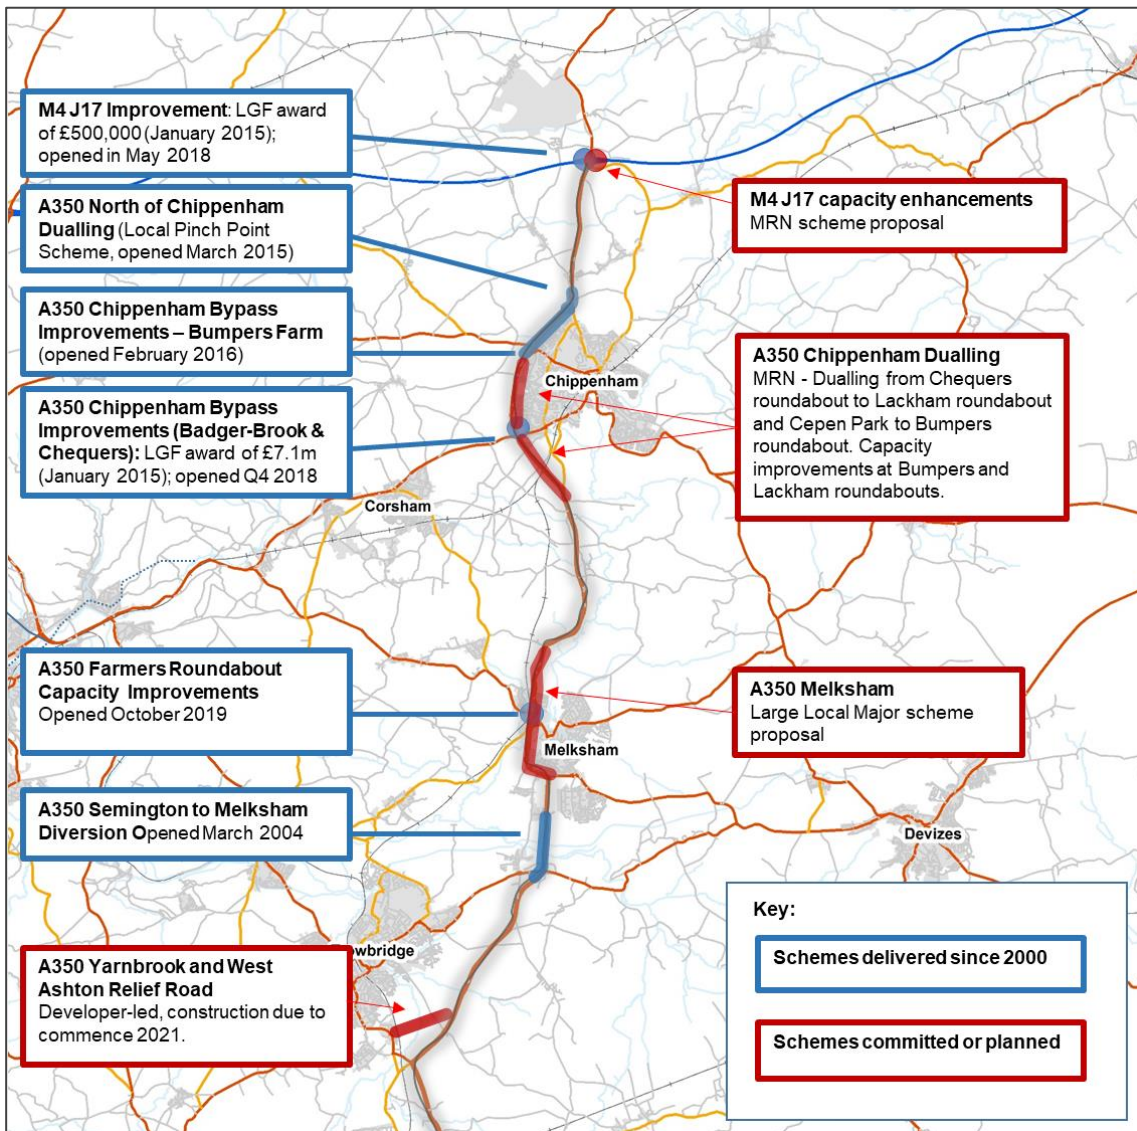 M4 J17 Improvement: LGF award
of £500,000 (January 2015);
opened in May 2018
A350 North of Chippenham
Dualling (Local Pinch Point
Scheme, opened March 2015)
A350 Chippenham Bypass
Improvements – Bumpers Farm
(opened February 2016)
A350 Chippenham Bypass
Improvements (Badger-Brook &
Chequers): LGF award of £7.1m
(January 2015); opened Q4 2018
M4 J17 capacity enhancements
MRN scheme proposal
A350 Chippenham Dualling
MRN - Dualling from Chequers
roundabout to Lackham roundabout
and Cepen Park to Bumpers
roundabout. Capacity
improvements at Bumpers and
Lackham roundabouts.
Chippenham
Corsham
A350 Farmers Roundabout
Capacity Improvements
Opened October 2019
A350 Melksham
Large Local Major scheme
proposal
Melksham
A350 Semington to Melksham
Diversion Opened March 2004
Devizes
owbridge
A350 Yarnbrook and West
Ashton Relief Road
Developer-led, construction due to
commence 2021.
Key:
Schemes delivered since 2000
Schemes committed or planned